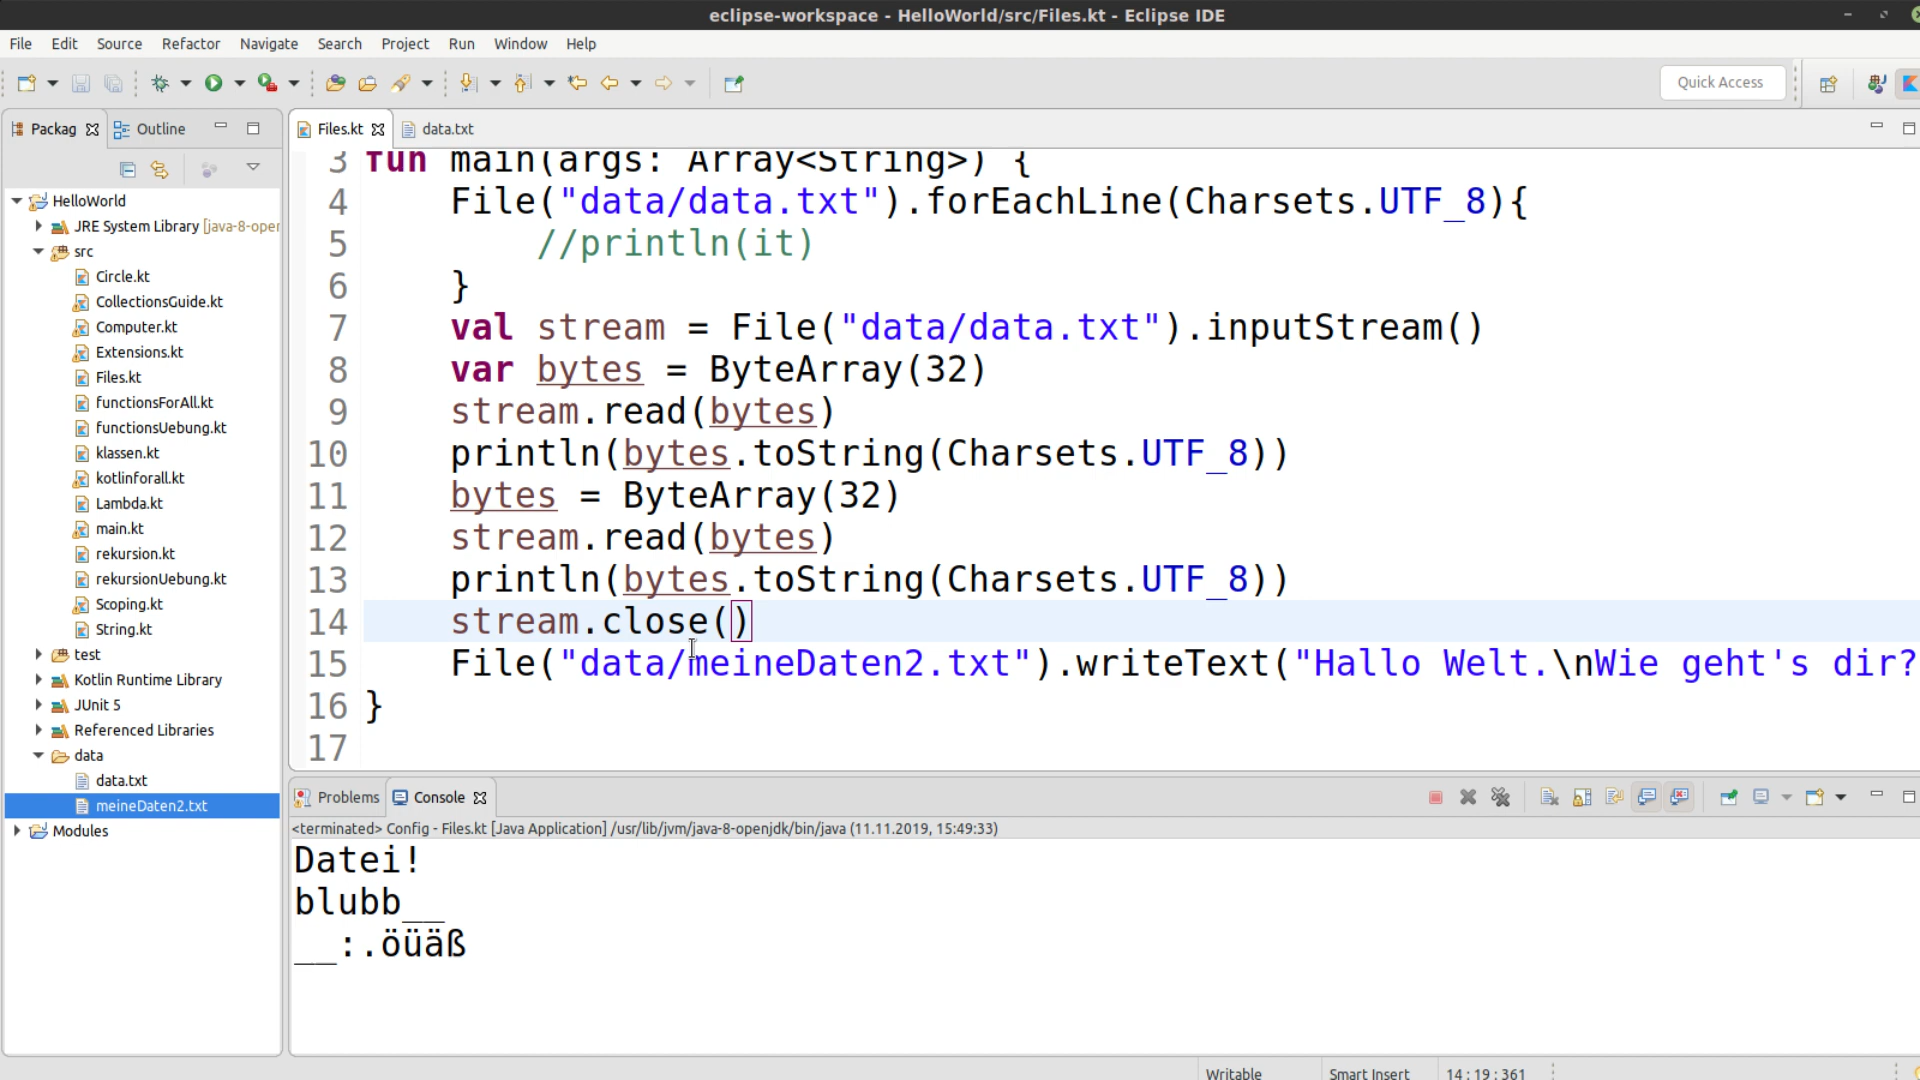 eclipse-workspace - HelloWorld/src/Files.kt - Eclipse IDE
File Edit Source Refactor Navigate Search Project Run Window Help
Quick Access
Packag Outline
Files.kt data.txt
HelloWorld
JRE System Library [java-8-oper
src
Circle.kt
CollectionsGuide.kt
Computer.kt
Extensions.kt
Files.kt
functionsForAll.kt
functionsUebung.kt
klassen.kt
kotlinforall.kt
Lambda.kt
main.kt
rekursion.kt
rekursionUebung.kt
Scoping.kt
String.kt
test
Kotlin Runtime Library
JUnit 5
Referenced Libraries
data
data.txt
meineDaten2.txt
Modules
3 fun main(args: Array<String>) {
4 File("data/data.txt").forEachLine(Charsets.UTF_8){
5 //println(it)
6 }
7 val stream = File("data/data.txt").inputStream()
8 var bytes = ByteArray(32)
9 stream.read(bytes)
10 println(bytes.toString(Charsets.UTF_8))
11 bytes = ByteArray(32)
12 stream.read(bytes)
13 println(bytes.toString(Charsets.UTF_8))
14 stream.close()
15 File("data/meineDaten2.txt").writeText("Hallo Welt.\nWie geht's dir?
16 }
17
Problems Console
<terminated> Config - Files.kt [Java Application] /usr/lib/jvm/java-8-openjdk/bin/java (11.11.2019, 15:49:33)
Datei!
blubb__
__:.öüäß
Writable Smart Insert 14 : 19 : 361